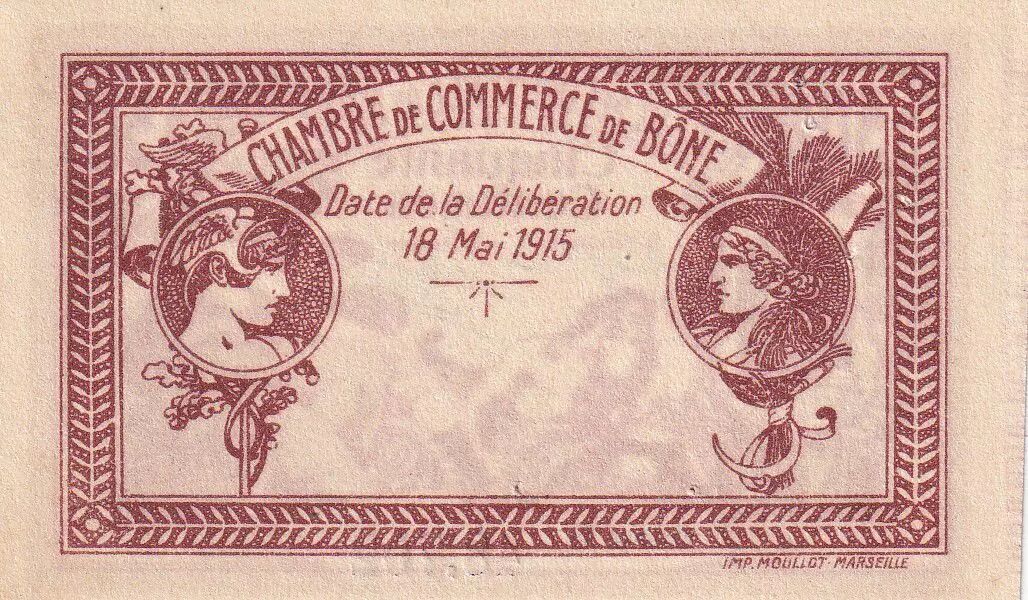 CHAMBRE DE COMMERCE DE BÔNE
Date de la Délibération
18 Mai 1915
IMP. MOULLOT - MARSEILLE